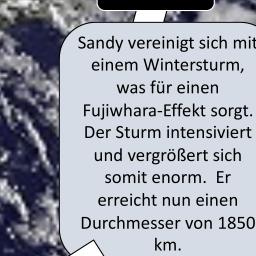 Sandy vereinigt sich mit
einem Wintersturm,
was für einen
Fujiwhara-Effekt sorgt.
Der Sturm intensiviert
und vergrößert sich
somit enorm. Er
erreicht nun einen
Durchmesser von 1850
km.